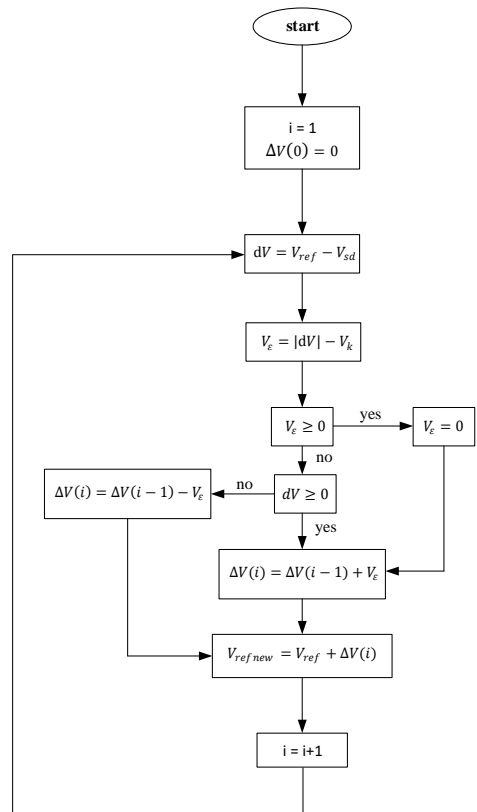 start
i = 1
ΔV(0) = 0
dV = V_ref − V_sd
V_ε = |dV| − V_k
V_ε ≥ 0
yes
V_ε = 0
no
dV ≥ 0
no
ΔV(i) = ΔV(i − 1) − V_ε
yes
ΔV(i) = ΔV(i − 1) + V_ε
V_refnew = V_ref + ΔV(i)
i = i+1